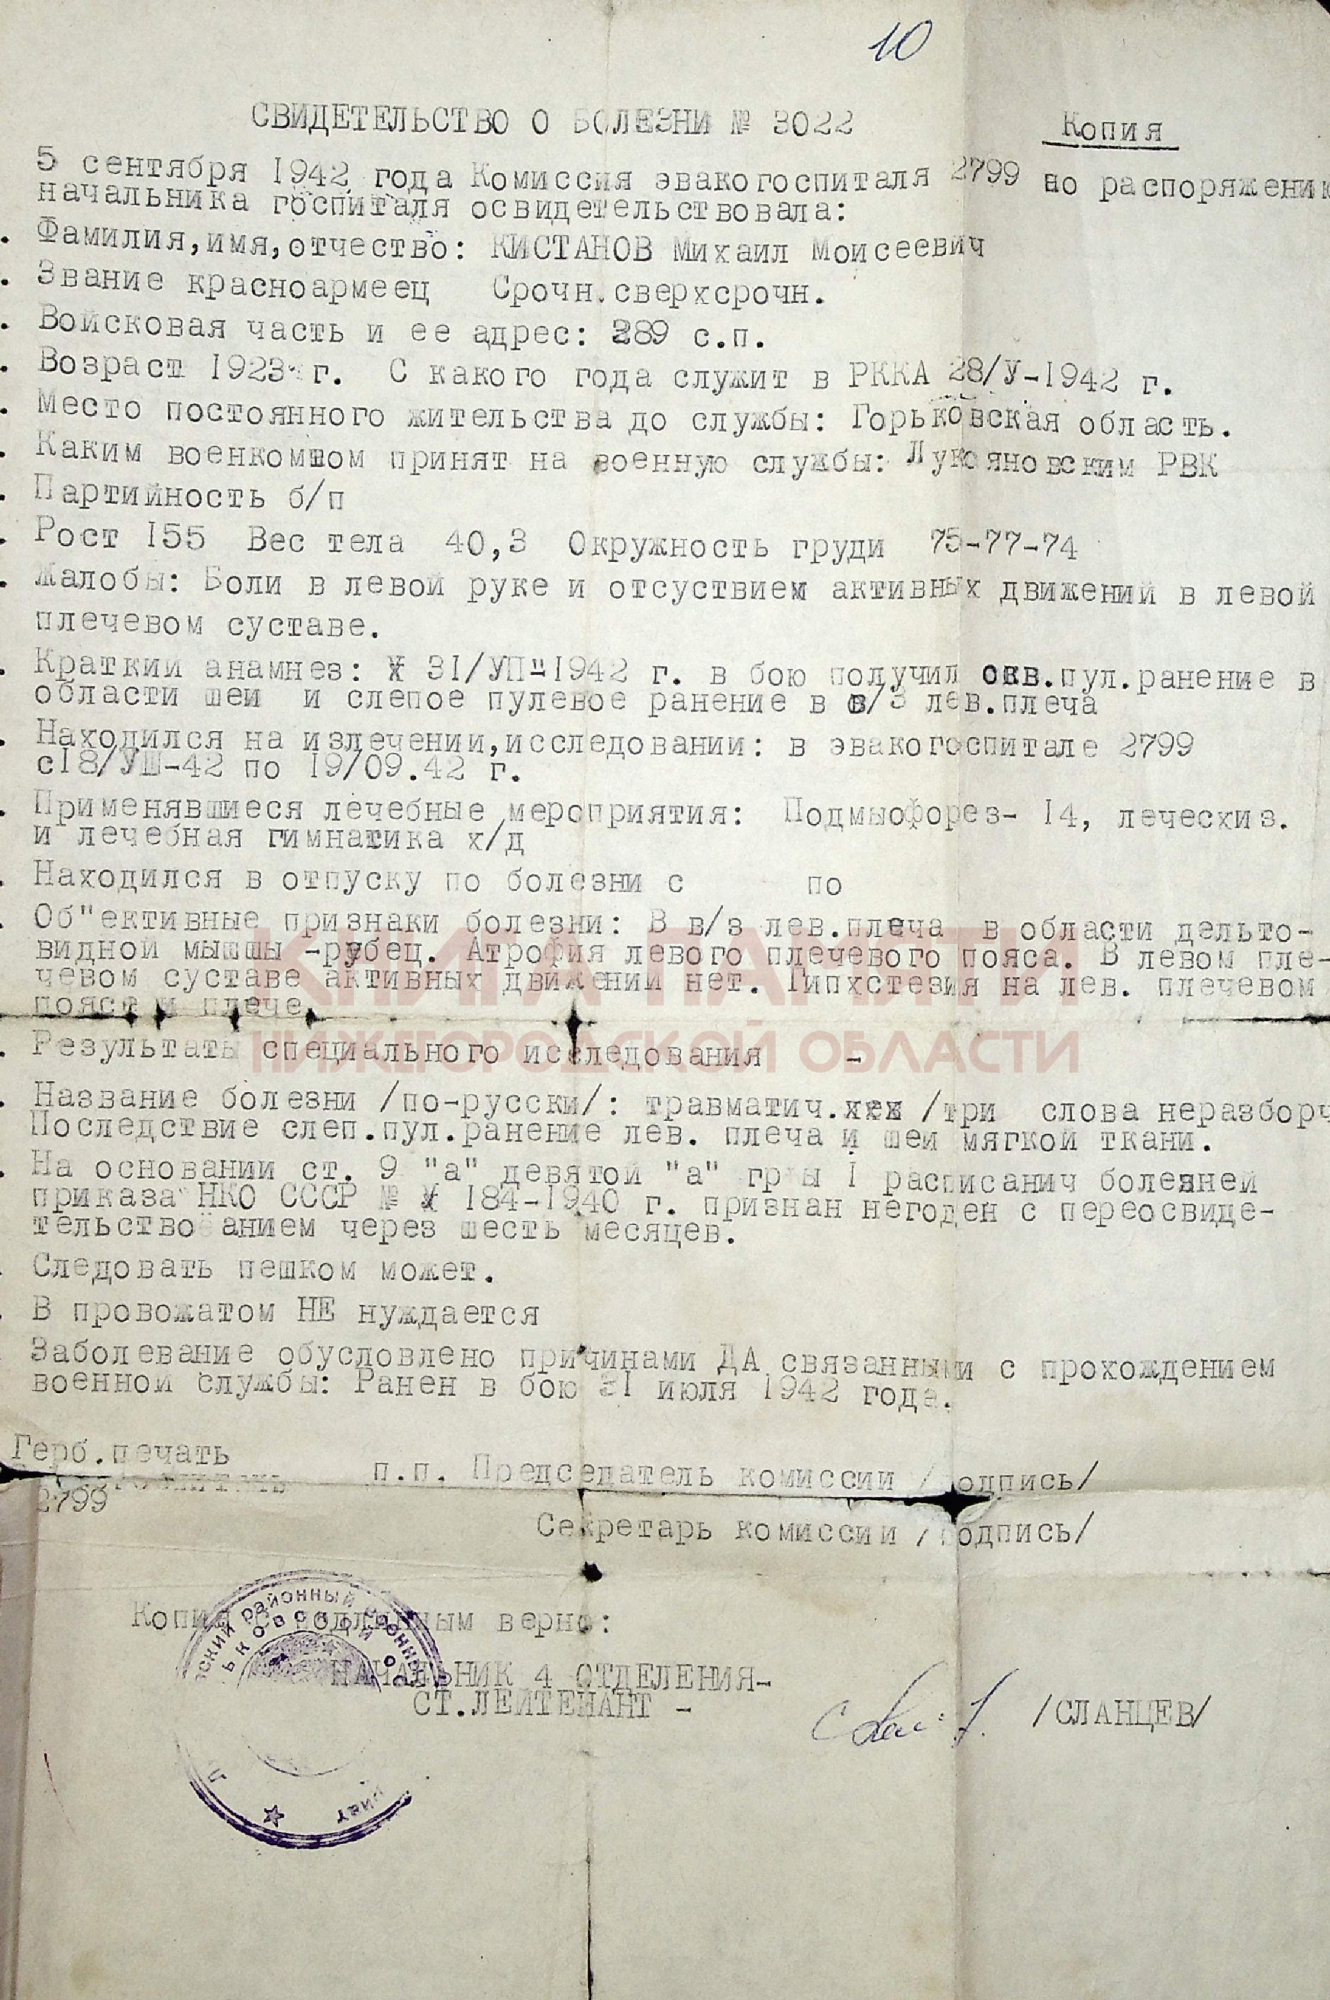 10
СВИДЕТЕЛЬСТВО О БОЛЕЗНИ № 3022
Копия
5 сентября 1942 года Комиссия эвакогоспиталя 2799 по распоряжению
начальника госпиталя освидетельствовала:
. Фамилия,имя,отчество: КИСТАНОВ Михаил Моисеевич
. Звание красноармеец Срочн.сверхсрочн.
. Войсковая часть и ее адрес: 289 с.п.
. Возраст 1923 г. С какого года служит в РККА 28/У-1942 г.
. Место постоянного жительства до службы: Горьковская область.
. Каким военкомшом принят на военную службы: Лукояновским РВК
. Партийность б/п
. Рост 155 Вес тела 40,3 Окружность груди 75-77-74
. Жалобы: Боли в левой руке и отсуствием активных движений в левой
плечевом суставе.
. Краткий анамнез: 31/УП-1942 г. в бою получил скв.пул.ранение в
области шеи и слепое пулевое ранение в в/3 лев.плеча
. Находился на излечении,исследовании: в эвакогоспитале 2799
с18/УШ-42 по 19/09.42 г.
. Применявшиеся лечебные мероприятия: Подмыофорез- 14, лечесхиз.
и лечебная гимнатика х/д
. Находился в отпуску по болезни с по
. Об"ективные признаки болезни: В в/з лев.плеча в области дельто-
видной мышцы -рубец. Атрофия левого плечевого пояса. В левом пле-
чевом суставе активных движений нет. Гипхстезия на лев. плечевом
поясе и плече
КНИГА ПАМЯТИ
НИЖЕГОРОДСКОЙ ОБЛАСТИ
. Результаты специального исследования -
. Название болезни /по-русски/: травматич. /три слова неразборч
Последствие слеп.пул.ранение лев. плеча и шеи мягкой ткани.
. На основании ст. 9 "а" девятой "а" гр ы I расписанич болезней
приказа НКО СССР № 184-1940 г. признан негоден с переосвиде-
тельствованием через шесть месяцев.
Следовать пешком может.
В провожатом НЕ нуждается
Заболевание обусловлено причинами ДА связанными с прохождением
военной службы: Ранен в бою 31 июля 1942 года.
Герб.печать
п.п. Председатель комиссии /подпись/
2799
Секретарь комиссии /подпись/
Копия с подлинным верно:
НАЧАЛЬНИК 4 ОТДЕЛЕНИЯ-
СТ.ЛЕЙТЕНАНТ - /СЛАНЦЕВ/